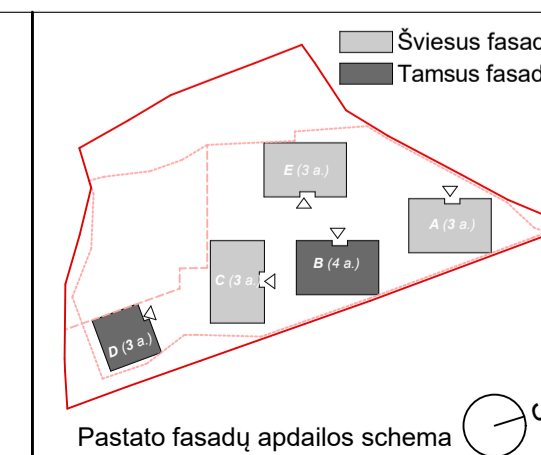 Šviesus fasad
Tamsus fasad
E (3 a.)
A (3 a.)
B (4 a.)
C (3 a.)
D (3 a.)
Pastato fasadų apdailos schema